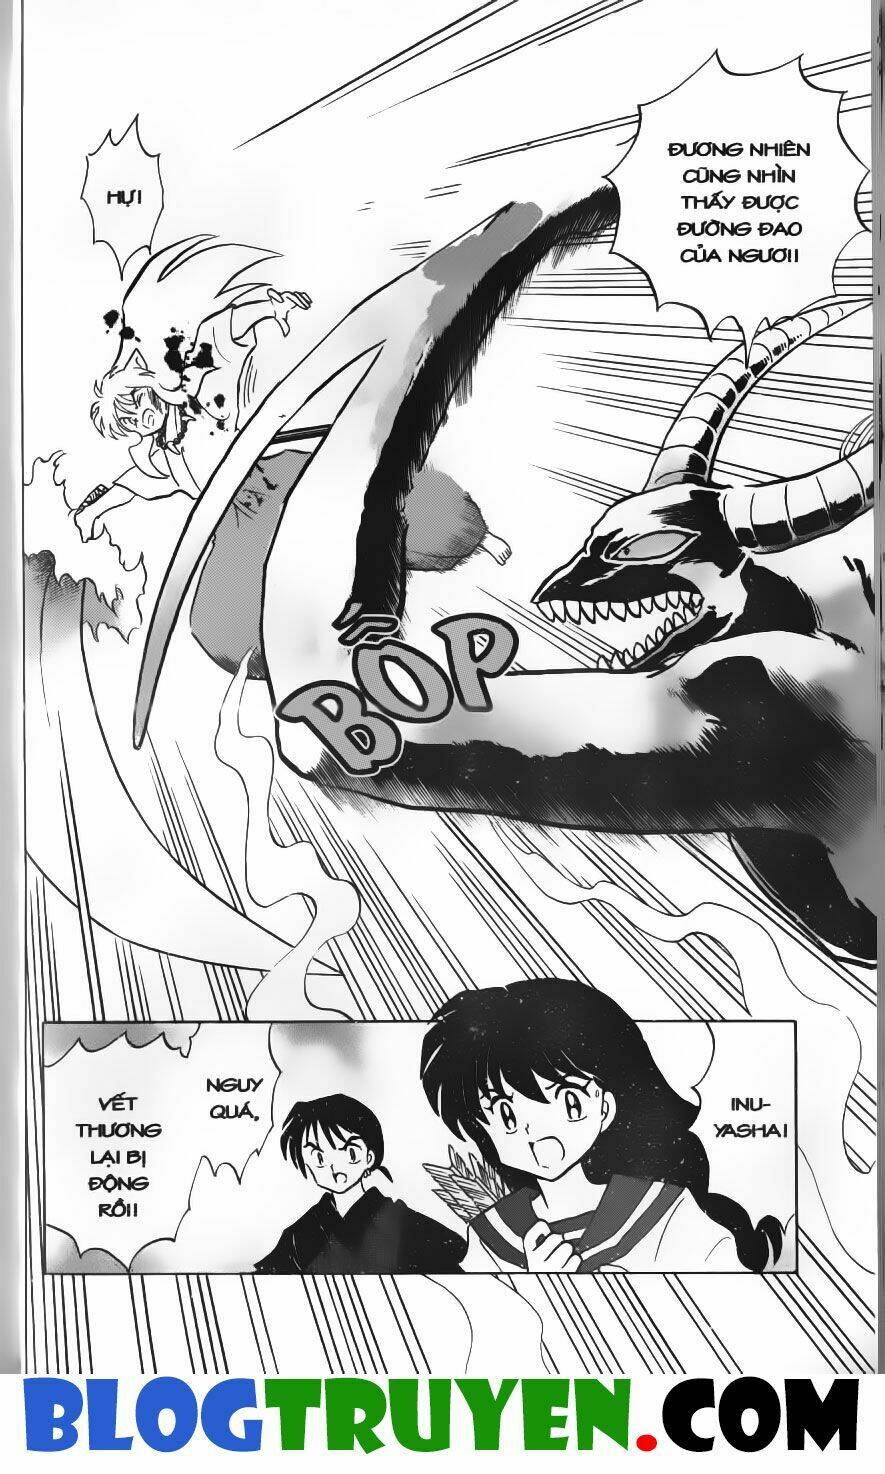 ĐƯƠNG NHIÊN
CŨNG NHÌN
THẤY ĐƯỢC
ĐƯỜNG ĐAO
CỦA NGƯƠI!
HỰ!
BỐP
INU-
YASHA!
NGUY
QUÁ,
VẾT
THƯƠNG
LẠI BỊ
ĐỘNG
RỒI!
BLOGTRUYEN.COM